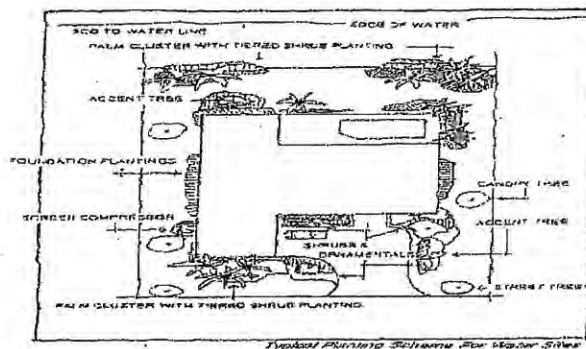 SOD TO WATER LINE
EDGE OF WATER
PALM CLUSTER WITH TIERED SHRUB PLANTING
ACCENT TREE
FOUNDATION PLANTINGS
CANOPY TREE
SCREEN COMPRESSOR
ACCENT TREE
SHRUBS &
ORNAMENTALS
STREET TREES
PALM CLUSTER WITH TIERED SHRUB PLANTING
Typical Planting Scheme For Water Sites